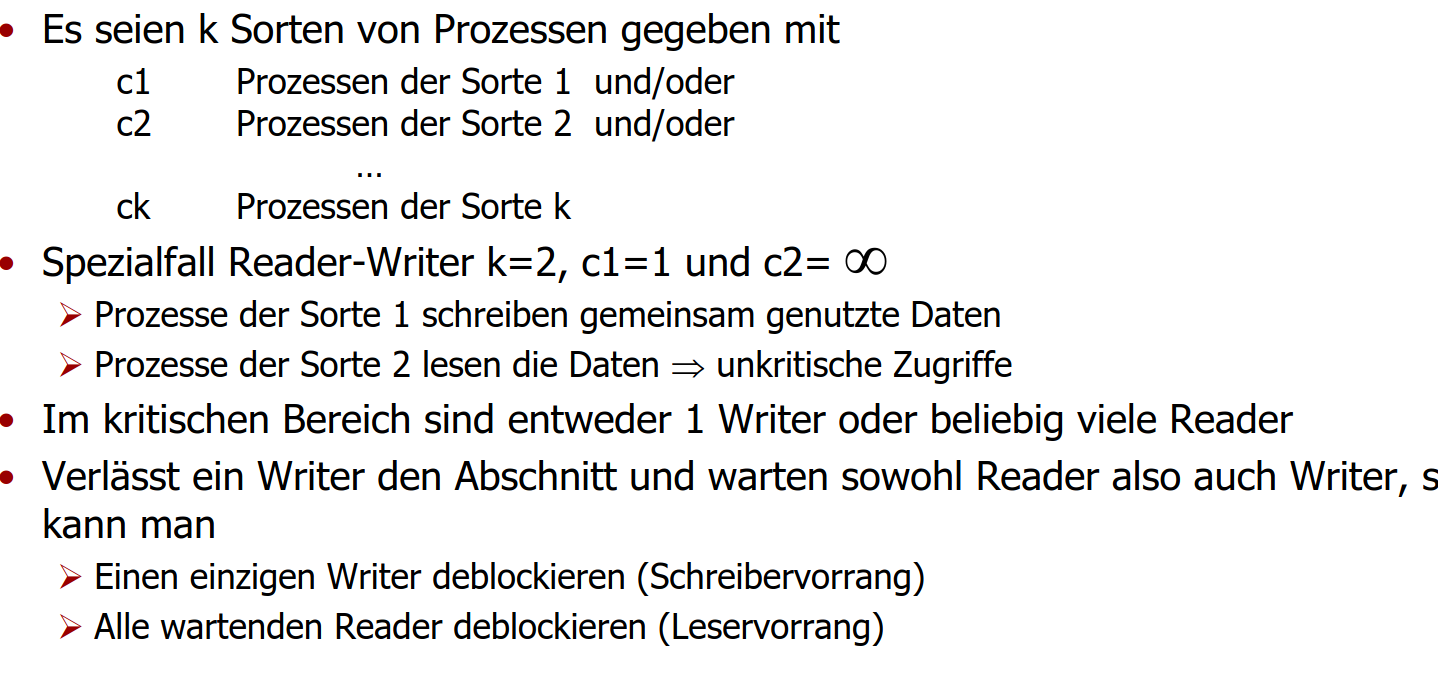 • Es seien k Sorten von Prozessen gegeben mit
c1 Prozessen der Sorte 1 und/oder
c2 Prozessen der Sorte 2 und/oder
...
ck Prozessen der Sorte k
• Spezialfall Reader-Writer k=2, c1=1 und c2= ∞
➢ Prozesse der Sorte 1 schreiben gemeinsam genutzte Daten
➢ Prozesse der Sorte 2 lesen die Daten ⇒ unkritische Zugriffe
• Im kritischen Bereich sind entweder 1 Writer oder beliebig viele Reader
• Verlässt ein Writer den Abschnitt und warten sowohl Reader also auch Writer,
kann man
➢ Einen einzigen Writer deblockieren (Schreibervorrang)
➢ Alle wartenden Reader deblockieren (Leservorrang)